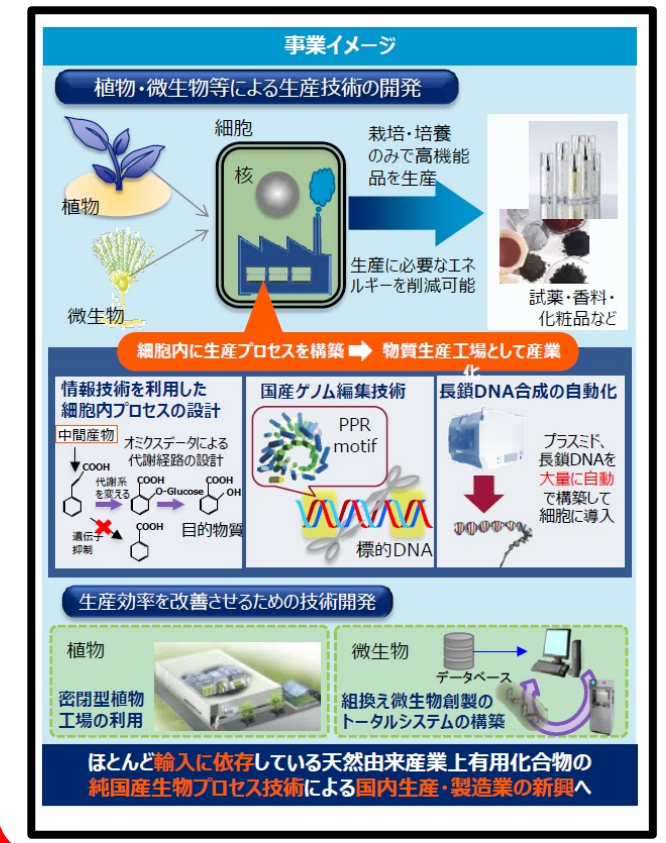 事業イメージ
植物・微生物等による生産技術の開発
細胞
核
植物
微生物
栽培・培養
のみで高機能
品を生産
生産に必要なエネ
ルギーを削減可能
試薬・香料・
化粧品など
細胞内に生産プロセスを構築➡物質生産工場として産業
化
情報技術を利用した
細胞内プロセスの設計
中間産物
オミクスデータによる
代謝経路の設計
COOH
代謝系
を変える
COOH
O-Glucose
COOH
OH
遺伝子
抑制
COOH
目的物質
国産ゲノム編集技術
PPR
motif
標的DNA
長鎖DNA合成の自動化
プラスミド、
長鎖DNAを
大量に自動
で構築して
細胞に導入
生産効率を改善させるための技術開発
植物
密閉型植物
工場の利用
微生物
データベース
組換え微生物創製の
トータルシステムの構築
ほとんど輸入に依存している天然由来産業上有用化合物の
純国産生物プロセス技術による国内生産・製造業の新興へ